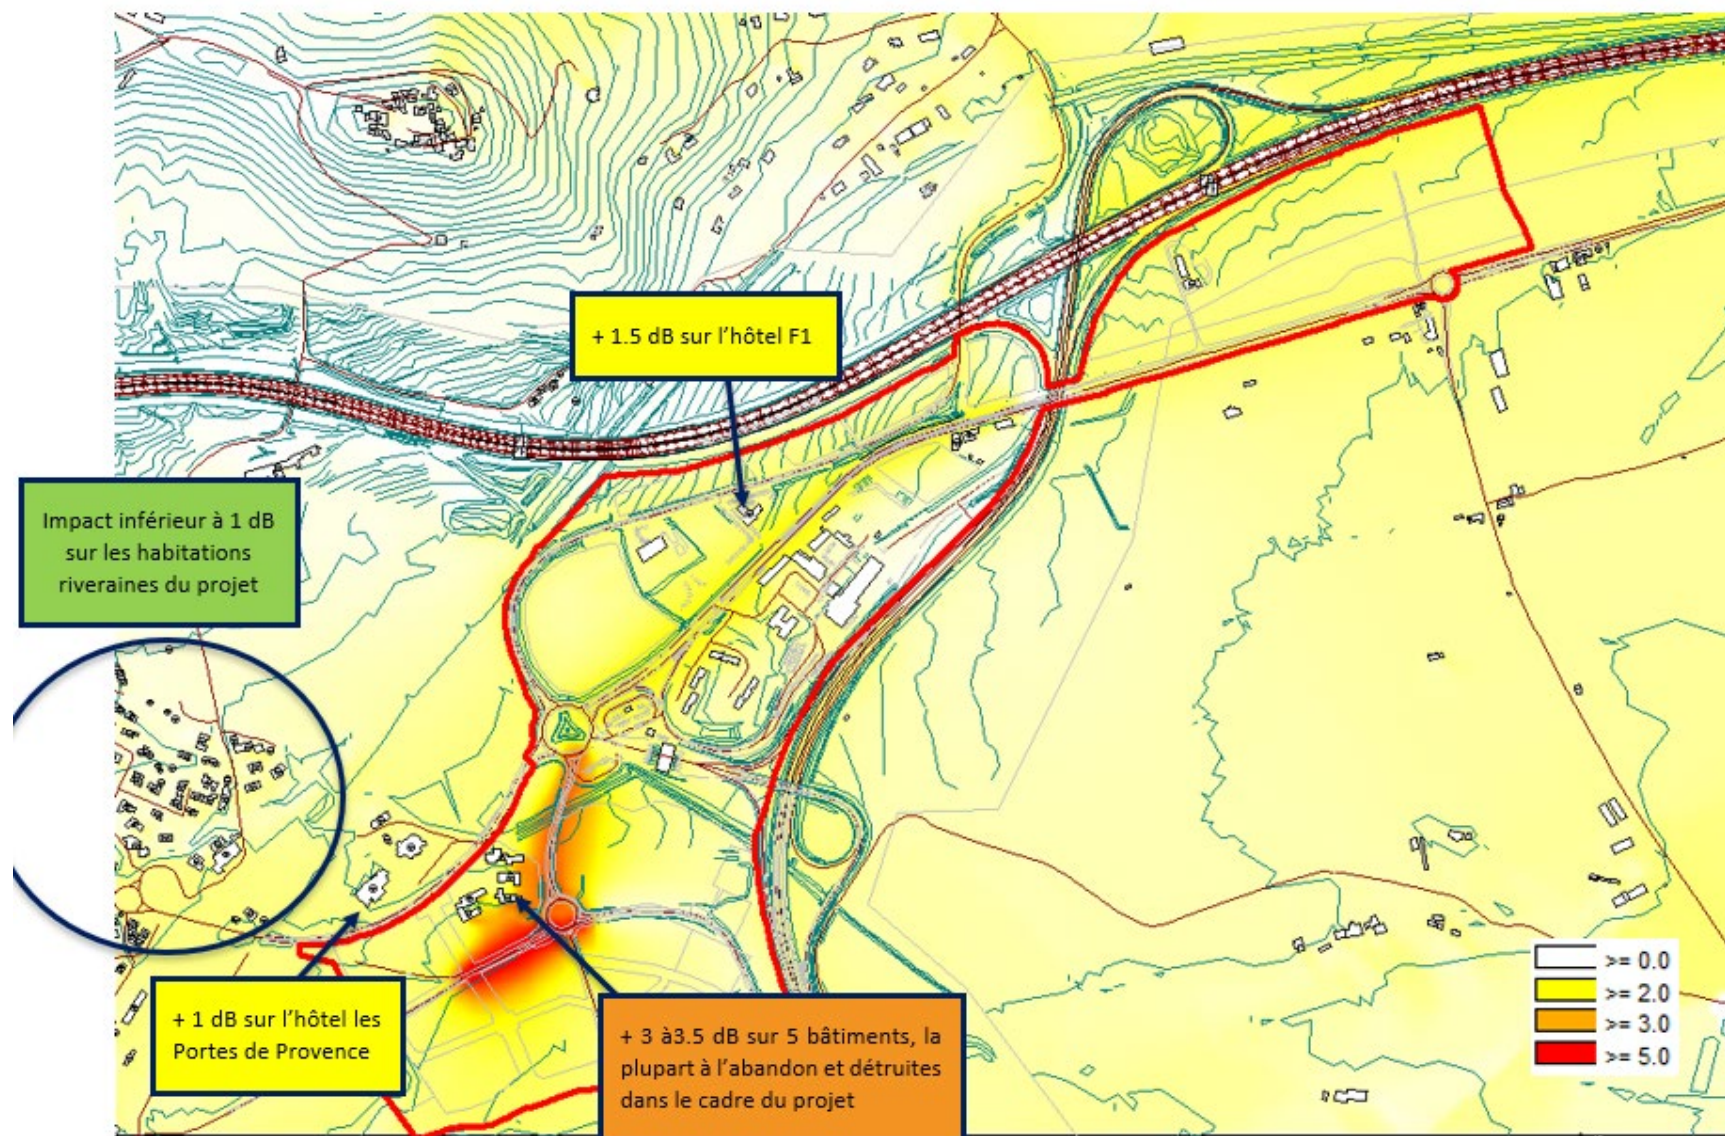 + 1.5 dB sur l'hôtel F1
Impact inférieur à 1 dB
sur les habitations
riveraines du projet
+ 1 dB sur l'hôtel les
Portes de Provence
+ 3 à3.5 dB sur 5 bâtiments, la
plupart à l'abandon et détruites
dans le cadre du projet
>= 0.0
>= 2.0
>= 3.0
>= 5.0